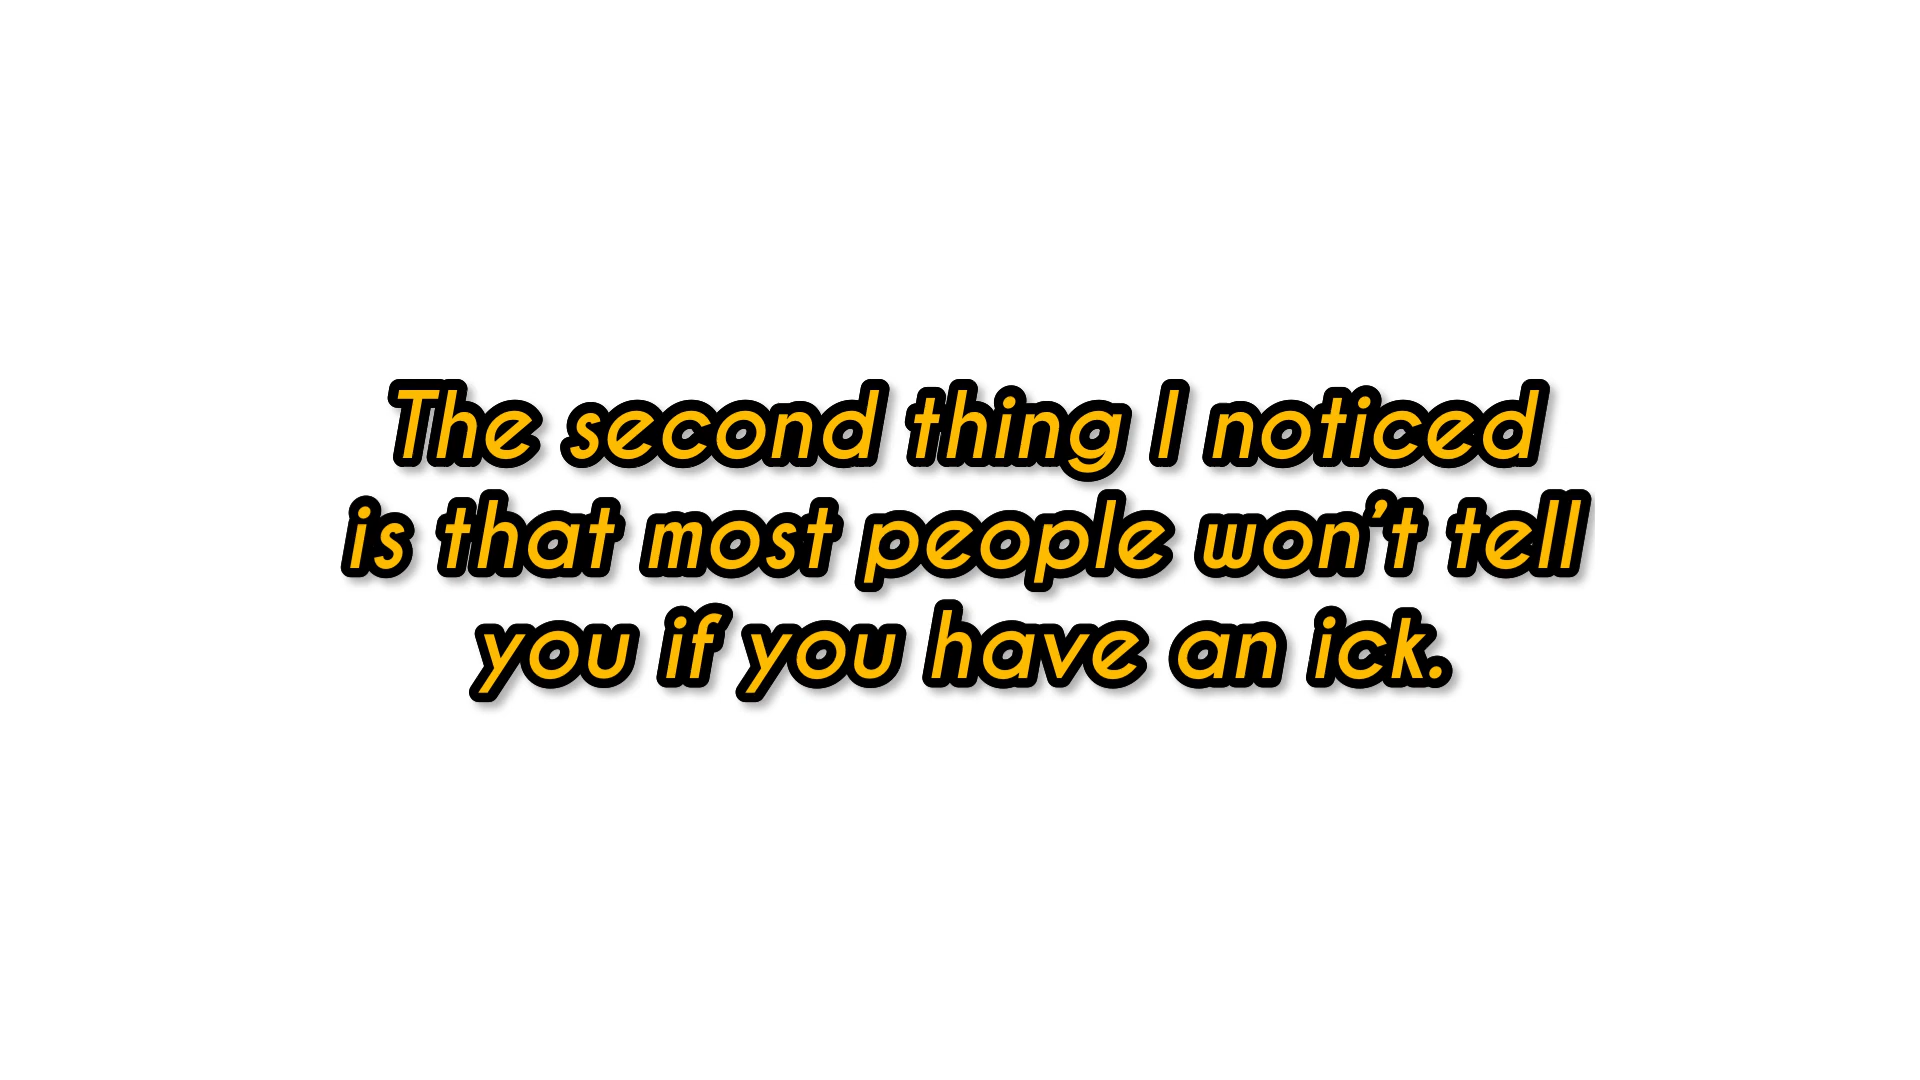 The second thing I noticed
is that most people won't tell
you if you have an ick.